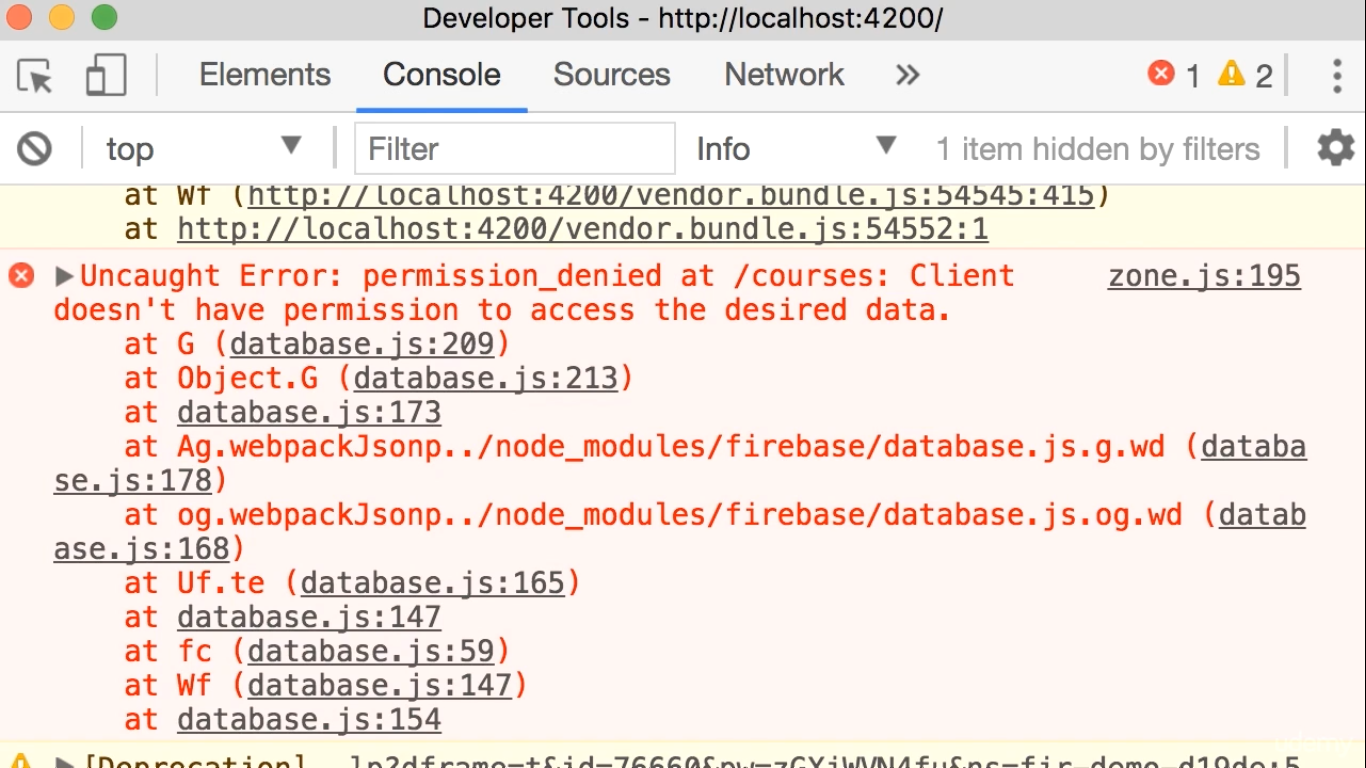 Developer Tools - http://localhost:4200/
Elements Console Sources Network » 1 2
top Filter Info 1 item hidden by filters
at Wf (http://localhost:4200/vendor.bundle.js:54545:415)
at http://localhost:4200/vendor.bundle.js:54552:1
Uncaught Error: permission_denied at /courses: Client zone.js:195
doesn't have permission to access the desired data.
at G (database.js:209)
at Object.G (database.js:213)
at database.js:173
at Ag.webpackJsonp../node_modules/firebase/database.js.g.wd (databa
se.js:178)
at og.webpackJsonp../node_modules/firebase/database.js.og.wd (datab
ase.js:168)
at Uf.te (database.js:165)
at database.js:147
at fc (database.js:59)
at Wf (database.js:147)
at database.js:154
udemy
[Deprecation]